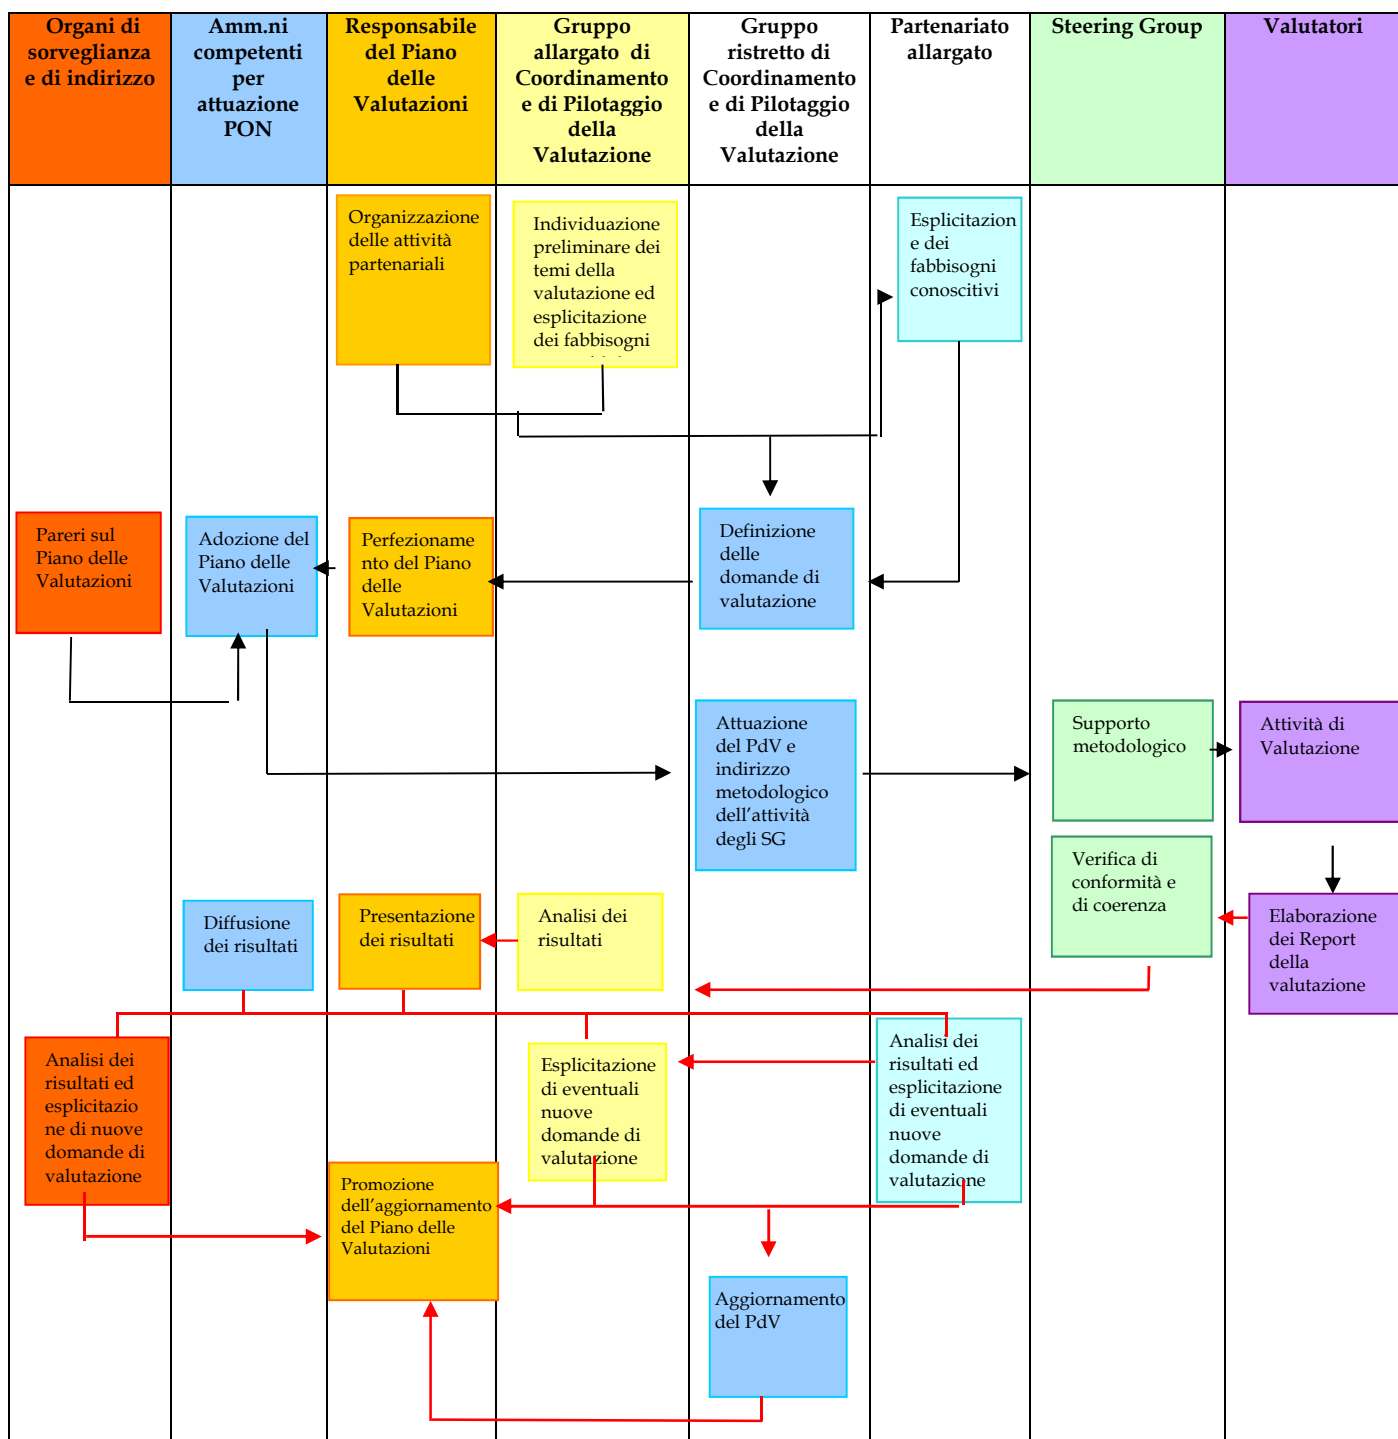 Organi di
sorveglianza
e di indirizzo
Amm.ni
competenti
per
attuazione
PON
Responsabile
del Piano
delle
Valutazioni
Gruppo
allargato di
Coordinamento
e di Pilotaggio
della
Valutazione
Gruppo
ristretto di
Coordinamento
e di Pilotaggio
della
Valutazione
Partenariato
allargato
Steering Group
Valutatori
Organizzazione
delle attività
partenariali
Individuazione
preliminare dei
temi della
valutazione ed
esplicitazione
dei fabbisogni
Esplicitazion
e dei
fabbisogni
conoscitivi
Pareri sul
Piano delle
Valutazioni
Adozione del
Piano delle
Valutazioni
Perfezioname
nto del Piano
delle
Valutazioni
Definizione
delle
domande di
valutazione
Attuazione
del PdV e
indirizzo
metodologico
dell'attività
degli SG
Supporto
metodologico
Attività di
Valutazione
Verifica di
conformità e
di coerenza
Diffusione
dei risultati
Presentazione
dei risultati
Analisi dei
risultati
Elaborazione
dei Report
della
valutazione
Analisi dei
risultati ed
esplicitazio
ne di nuove
domande di
valutazione
Esplicitazione
di eventuali
nuove
domande di
valutazione
Analisi dei
risultati ed
esplicitazione
di eventuali
nuove
domande di
valutazione
Promozione
dell'aggiornamento
del Piano delle
Valutazioni
Aggiornamento
del PdV